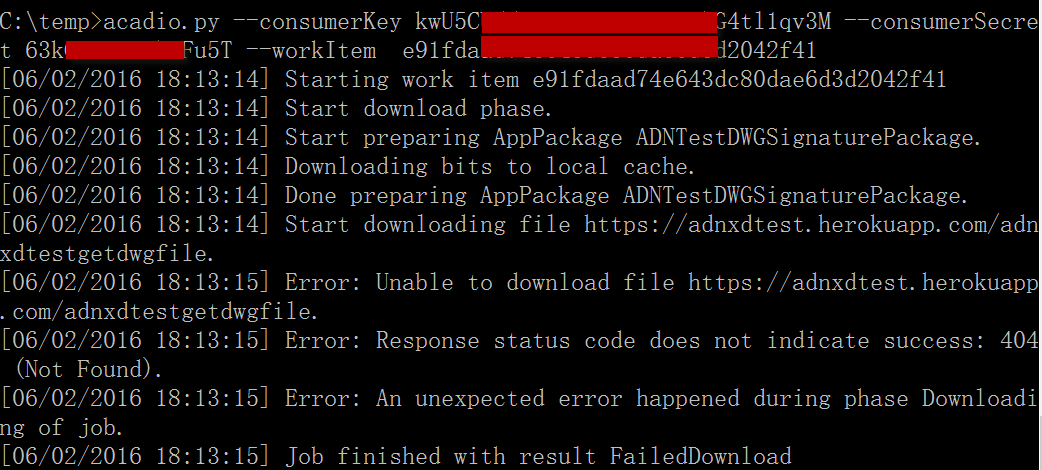 C:\temp>acadio.py --consumerKey kwU5C G4tl1qv3M --consumerSecre
t 63k Fu5T --workItem  e91fda d2042f41
[06/02/2016 18:13:14] Starting work item e91fdaad74e643dc80dae6d3d2042f41
[06/02/2016 18:13:14] Start download phase.
[06/02/2016 18:13:14] Start preparing AppPackage ADNTestDWGSignaturePackage.
[06/02/2016 18:13:14] Downloading bits to local cache.
[06/02/2016 18:13:14] Done preparing AppPackage ADNTestDWGSignaturePackage.
[06/02/2016 18:13:14] Start downloading file https://adnxdtest.herokuapp.com/adn
xdtestgetdwgfile.
[06/02/2016 18:13:15] Error: Unable to download file https://adnxdtest.herokuapp
.com/adnxdtestgetdwgfile.
[06/02/2016 18:13:15] Error: Response status code does not indicate success: 404
 (Not Found).
[06/02/2016 18:13:15] Error: An unexpected error happened during phase Downloadi
ng of job.
[06/02/2016 18:13:15] Job finished with result FailedDownload